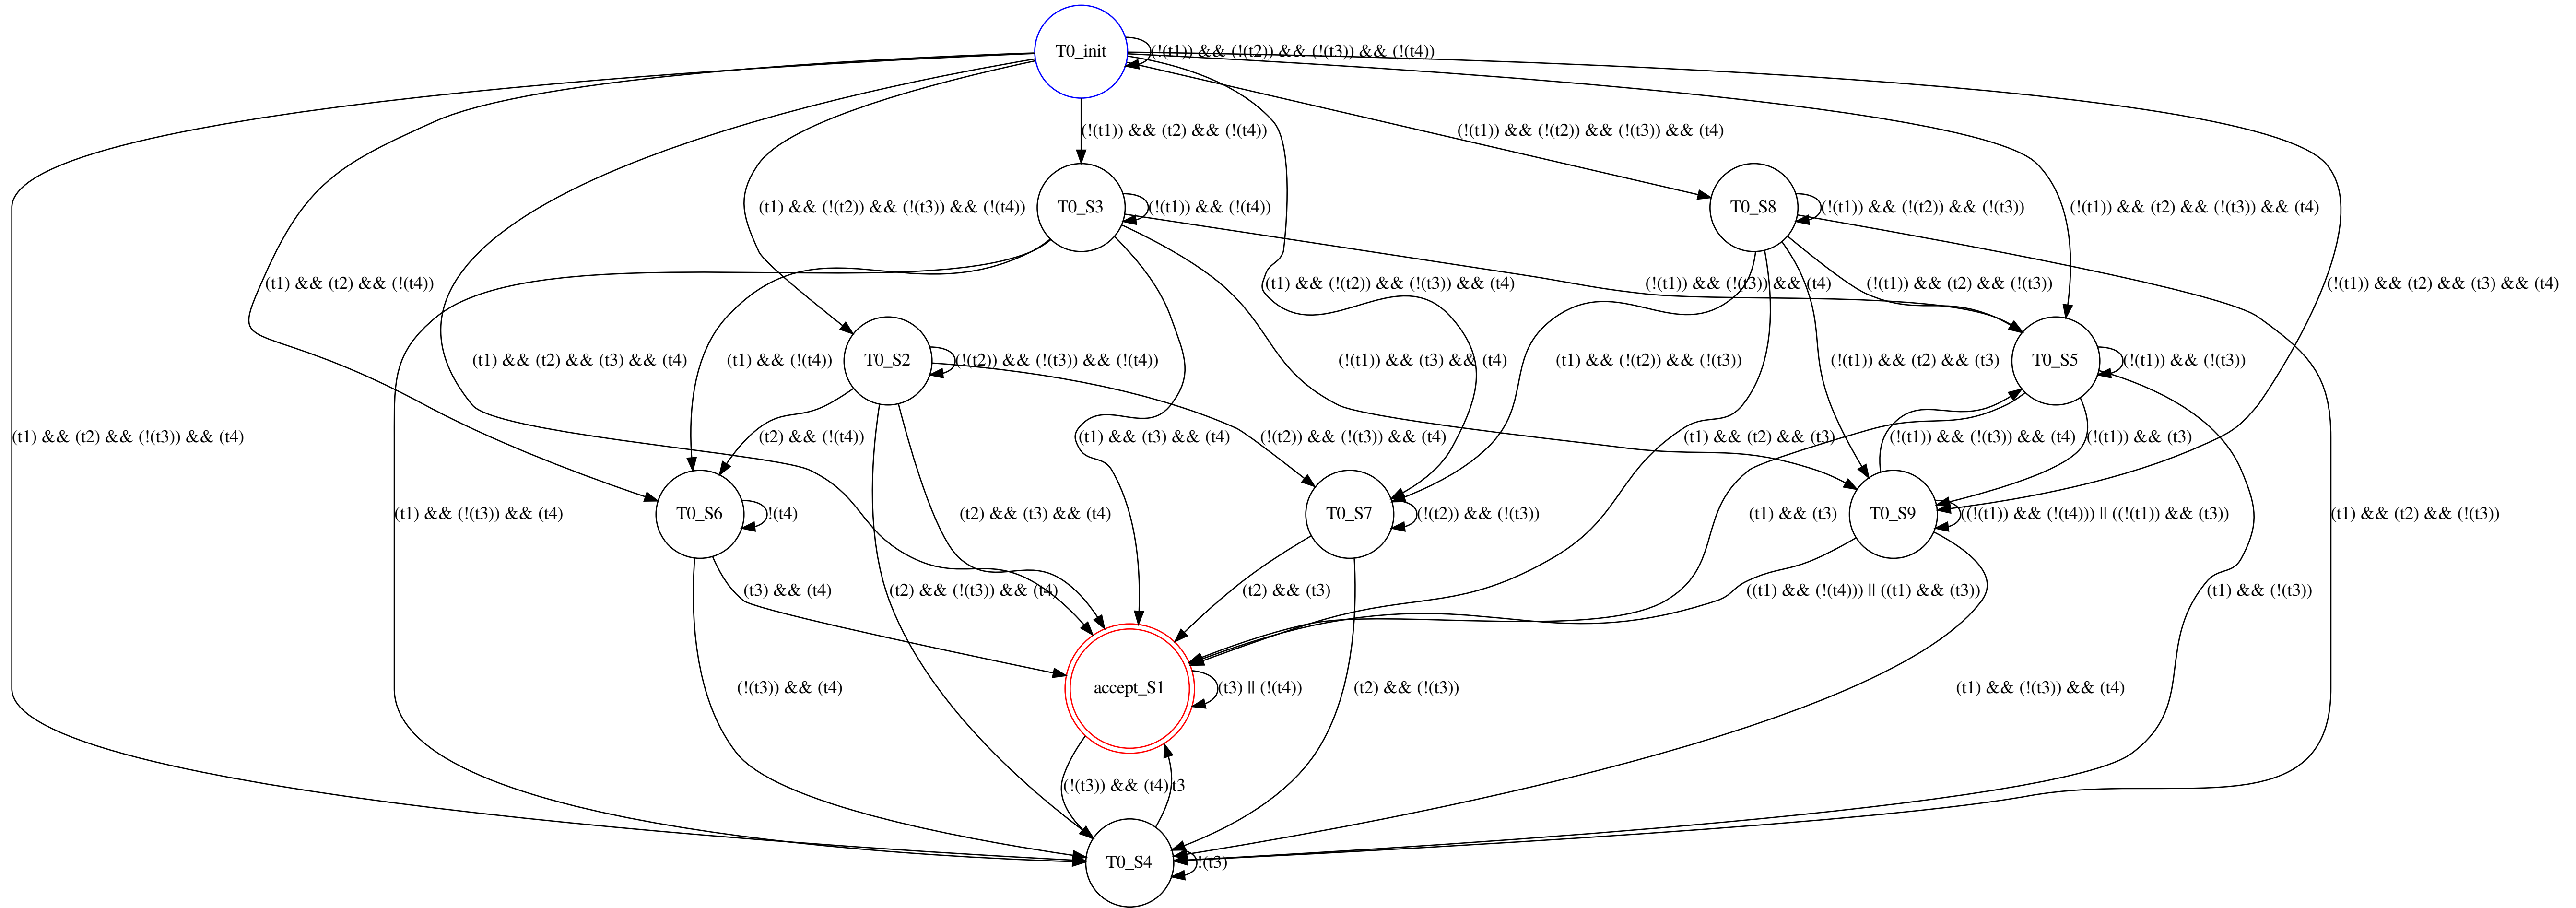 T0_init
(!(t1)) && (!(t2)) && (!(t3)) && (!(t4))
(!(t1)) && (t2) && (!(t4))
(!(t1)) && (!(t2)) && (!(t3)) && (t4)
(t1) && (!(t2)) && (!(t3)) && (!(t4))
T0_S3
(!(t1)) && (!(t4))
T0_S8
(!(t1)) && (!(t2)) && (!(t3))
(!(t1)) && (t2) && (!(t3)) && (t4)
(t1) && (t2) && (!(t4))
(t1) && (!(t2)) && (!(t3)) && (t4)
(!(t1)) && (!(t3)) && (t4)
(!(t1)) && (t2) && (!(t3))
(!(t1)) && (t2) && (t3) && (t4)
(t1) && (t2) && (t3) && (t4)
(t1) && (!(t4))
T0_S2
(!(t2)) && (!(t3)) && (!(t4))
(!(t1)) && (t3) && (t4)
(t1) && (!(t2)) && (!(t3))
(!(t1)) && (t2) && (t3)
T0_S5
(!(t1)) && (!(t3))
(t1) && (t2) && (!(t3)) && (t4)
(t2) && (!(t4))
(t1) && (t3) && (t4)
(!(t2)) && (!(t3)) && (t4)
(t1) && (t2) && (t3)
(!(t1)) && (!(t3)) && (t4)
(!(t1)) && (t3)
(t1) && (!(t3)) && (t4)
T0_S6
!(t4)
(t2) && (t3) && (t4)
T0_S7
(!(t2)) && (!(t3))
(t1) && (t3)
T0_S9
((!(t1)) && (!(t4))) || ((!(t1)) && (t3))
(t1) && (t2) && (!(t3))
(t3) && (t4)
(t2) && (!(t3)) && (t4)
(t2) && (t3)
((t1) && (!(t4))) || ((t1) && (t3))
(t1) && (!(t3))
(!(t3)) && (t4)
accept_S1
(t3) || (!(t4))
(t2) && (!(t3))
(t1) && (!(t3)) && (t4)
(!(t3)) && (t4)
t3
T0_S4
!(t3)